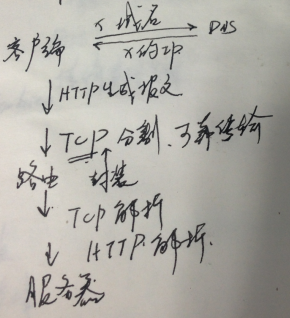 X域名
客户端 DNS
X的IP
↓HTTP生成报文
↓TCP 分割、可靠传输
路由 封装
↓TCP 解析
↓HTTP 解析
服务器